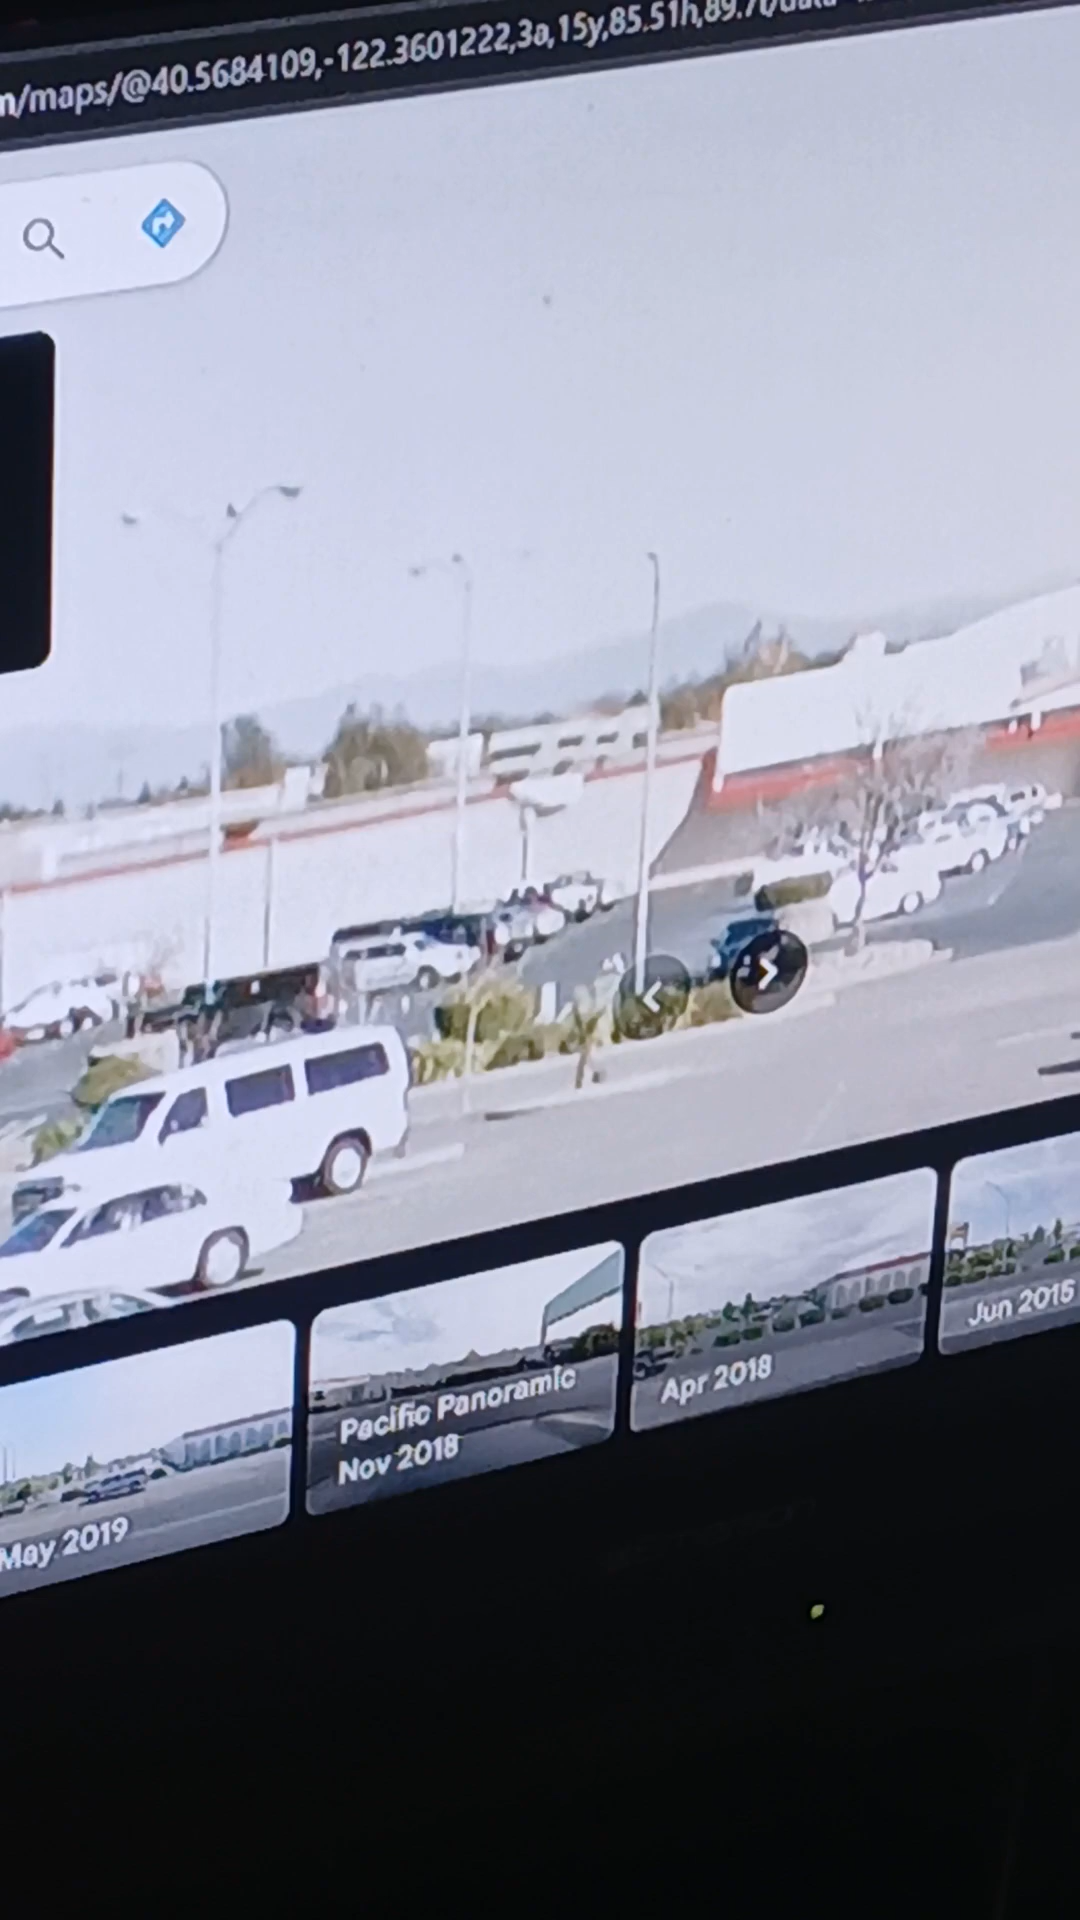 n/maps/@40.5684109,-122.3601222,3a,15y,85.51h,89.7
May 2019
Pacific Panoramic
Nov 2018
Apr 2018
Jun 2015